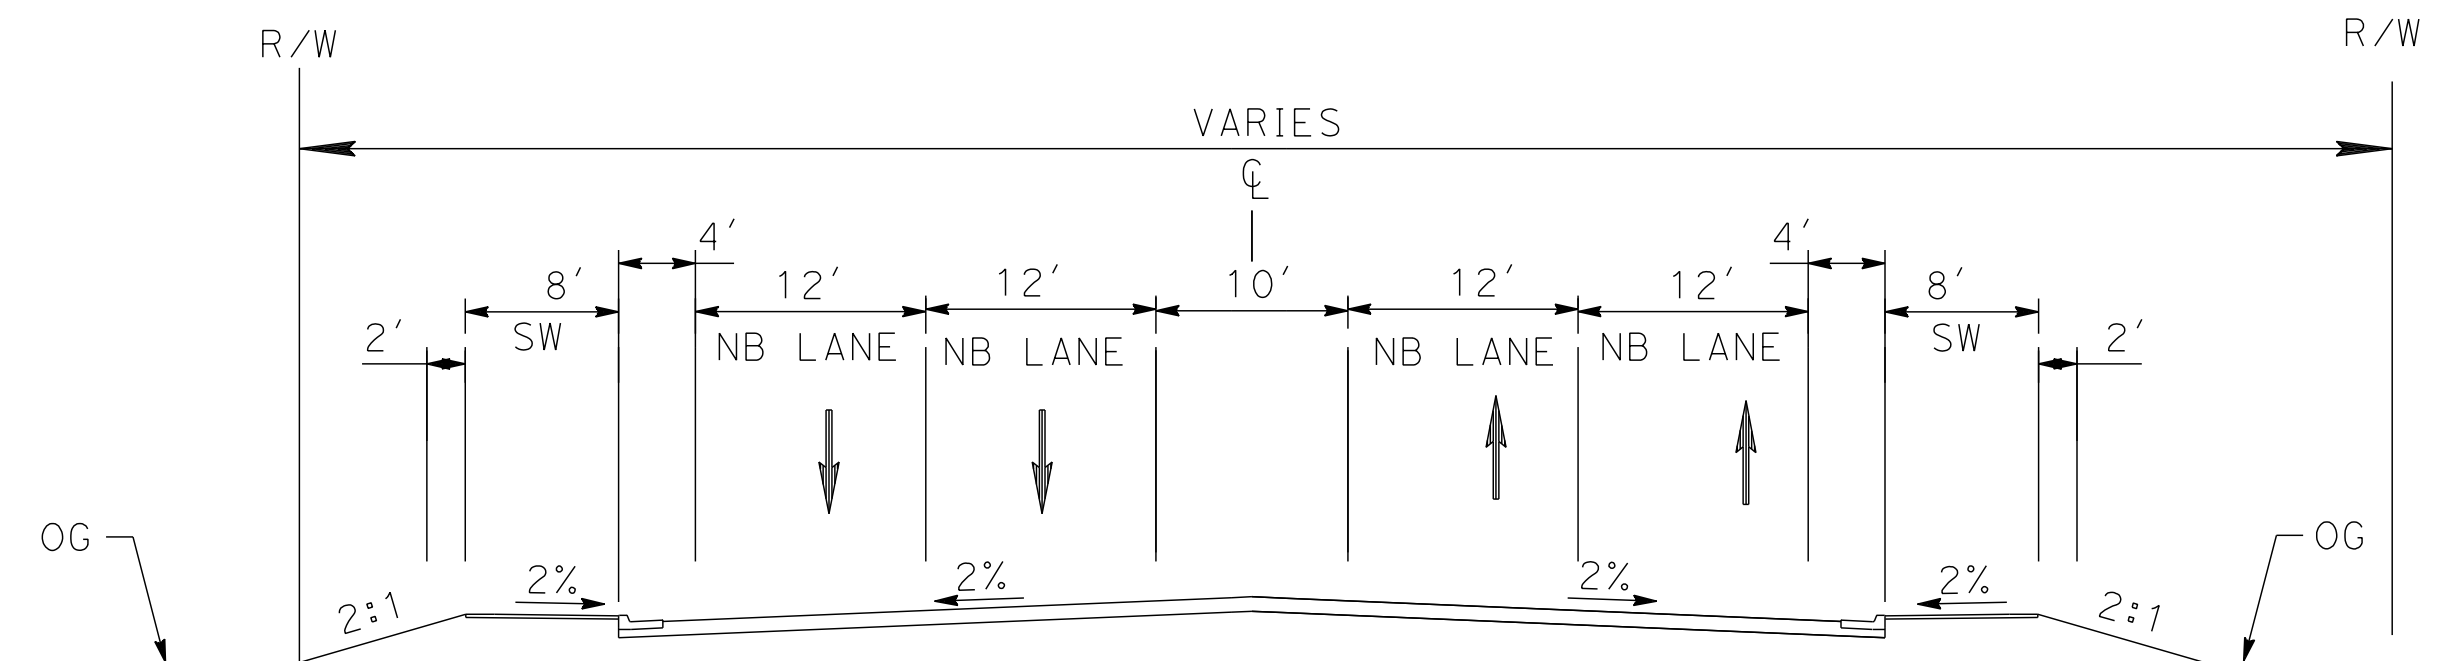 R/W
R/W
VARIES
℄
4'
4'
8'
12'
12'
10'
12'
12'
8'
2'
SW
NB LANE
NB LANE
NB LANE
NB LANE
SW
2'
OG
OG
2:1
2%
2%
2%
2%
2:1